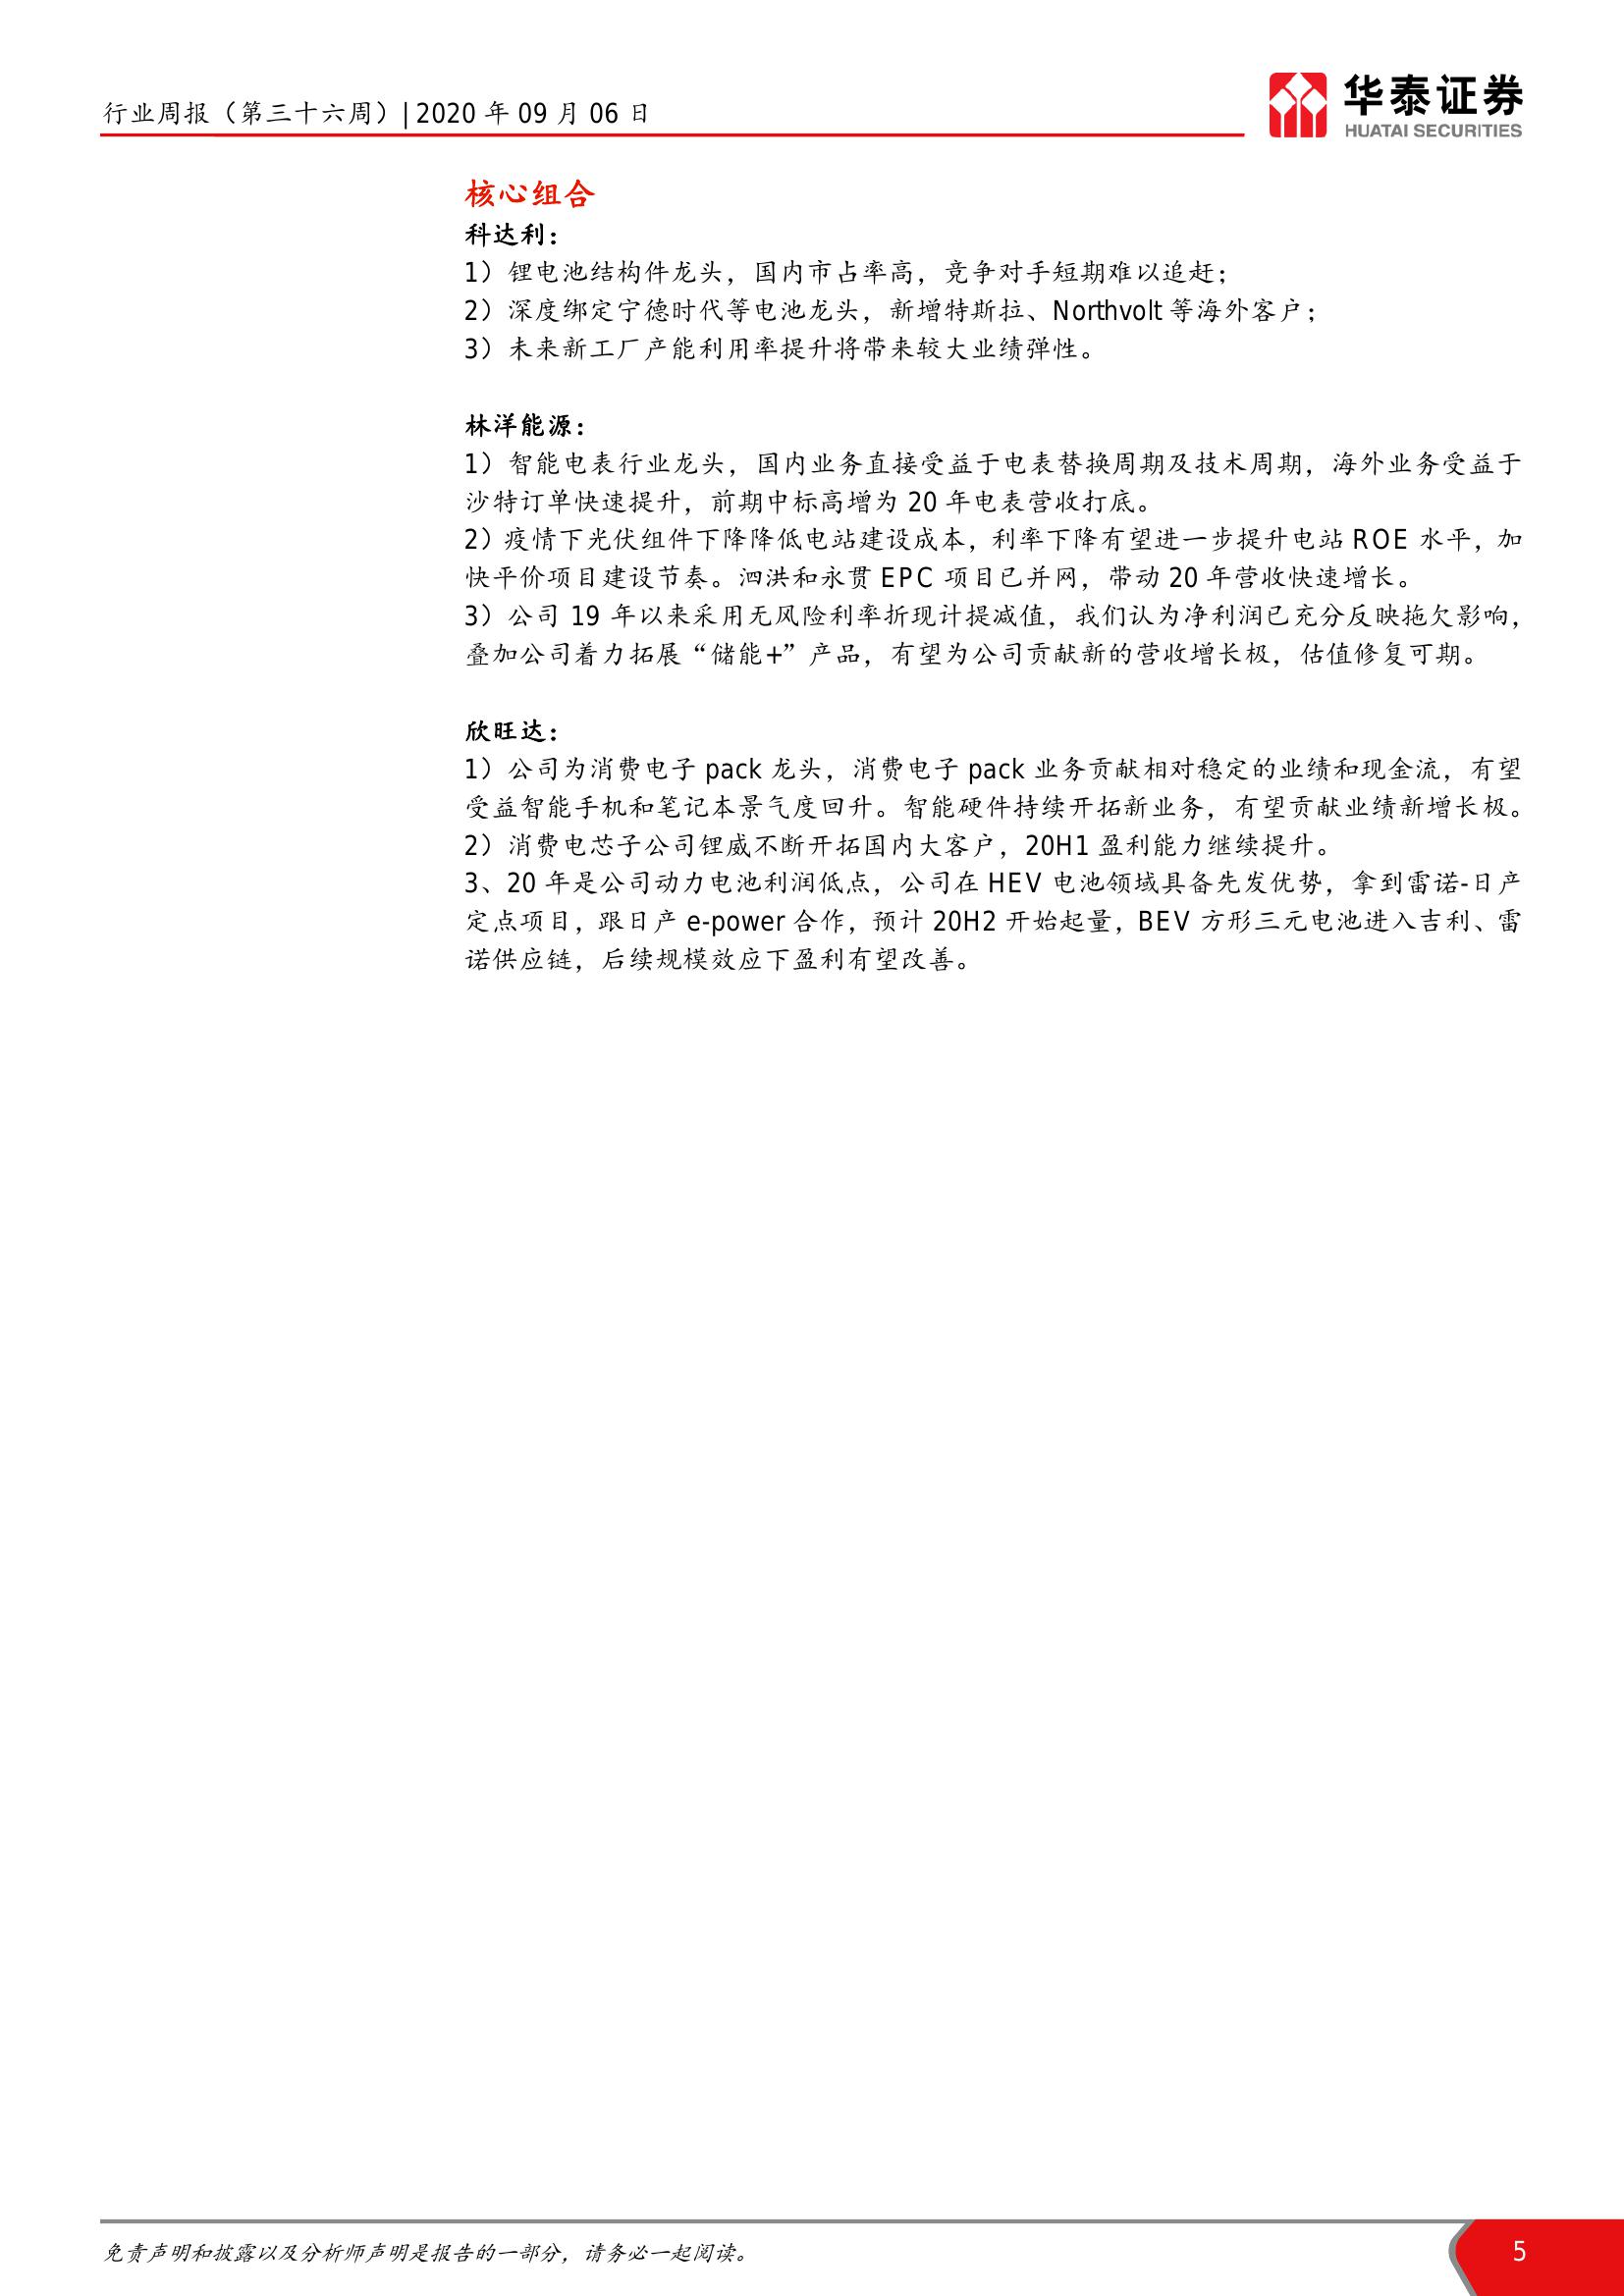 行业周报（第三十六周）| 2020 年 09 月 06 日
华泰证券
HUATAI SECURITIES
核心组合
科达利：
1）锂电池结构件龙头，国内市占率高，竞争对手短期难以追赶；
2）深度绑定宁德时代等电池龙头，新增特斯拉、Northvolt 等海外客户；
3）未来新工厂产能利用率提升将带来较大业绩弹性。
林洋能源：
1）智能电表行业龙头，国内业务直接受益于电表替换周期及技术周期，海外业务受益于
沙特订单快速提升，前期中标高增为 20 年电表营收打底。
2）疫情下光伏组件下降降低电站建设成本，利率下降有望进一步提升电站 ROE 水平，加
快平价项目建设节奏。泗洪和永贯 EPC 项目已并网，带动 20 年营收快速增长。
3）公司 19 年以来采用无风险利率折现计提减值，我们认为净利润已充分反映拖欠影响，
叠加公司着力拓展“储能+”产品，有望为公司贡献新的营收增长极，估值修复可期。
欣旺达：
1）公司为消费电子 pack 龙头，消费电子 pack 业务贡献相对稳定的业绩和现金流，有望
受益智能手机和笔记本景气度回升。智能硬件持续开拓新业务，有望贡献业绩新增长极。
2）消费电芯子公司锂威不断开拓国内大客户，20H1 盈利能力继续提升。
3、20 年是公司动力电池利润低点，公司在 HEV 电池领域具备先发优势，拿到雷诺-日产
定点项目，跟日产 e-power 合作，预计 20H2 开始起量，BEV 方形三元电池进入吉利、雷
诺供应链，后续规模效应下盈利有望改善。
免责声明和披露以及分析师声明是报告的一部分，请务必一起阅读。
5